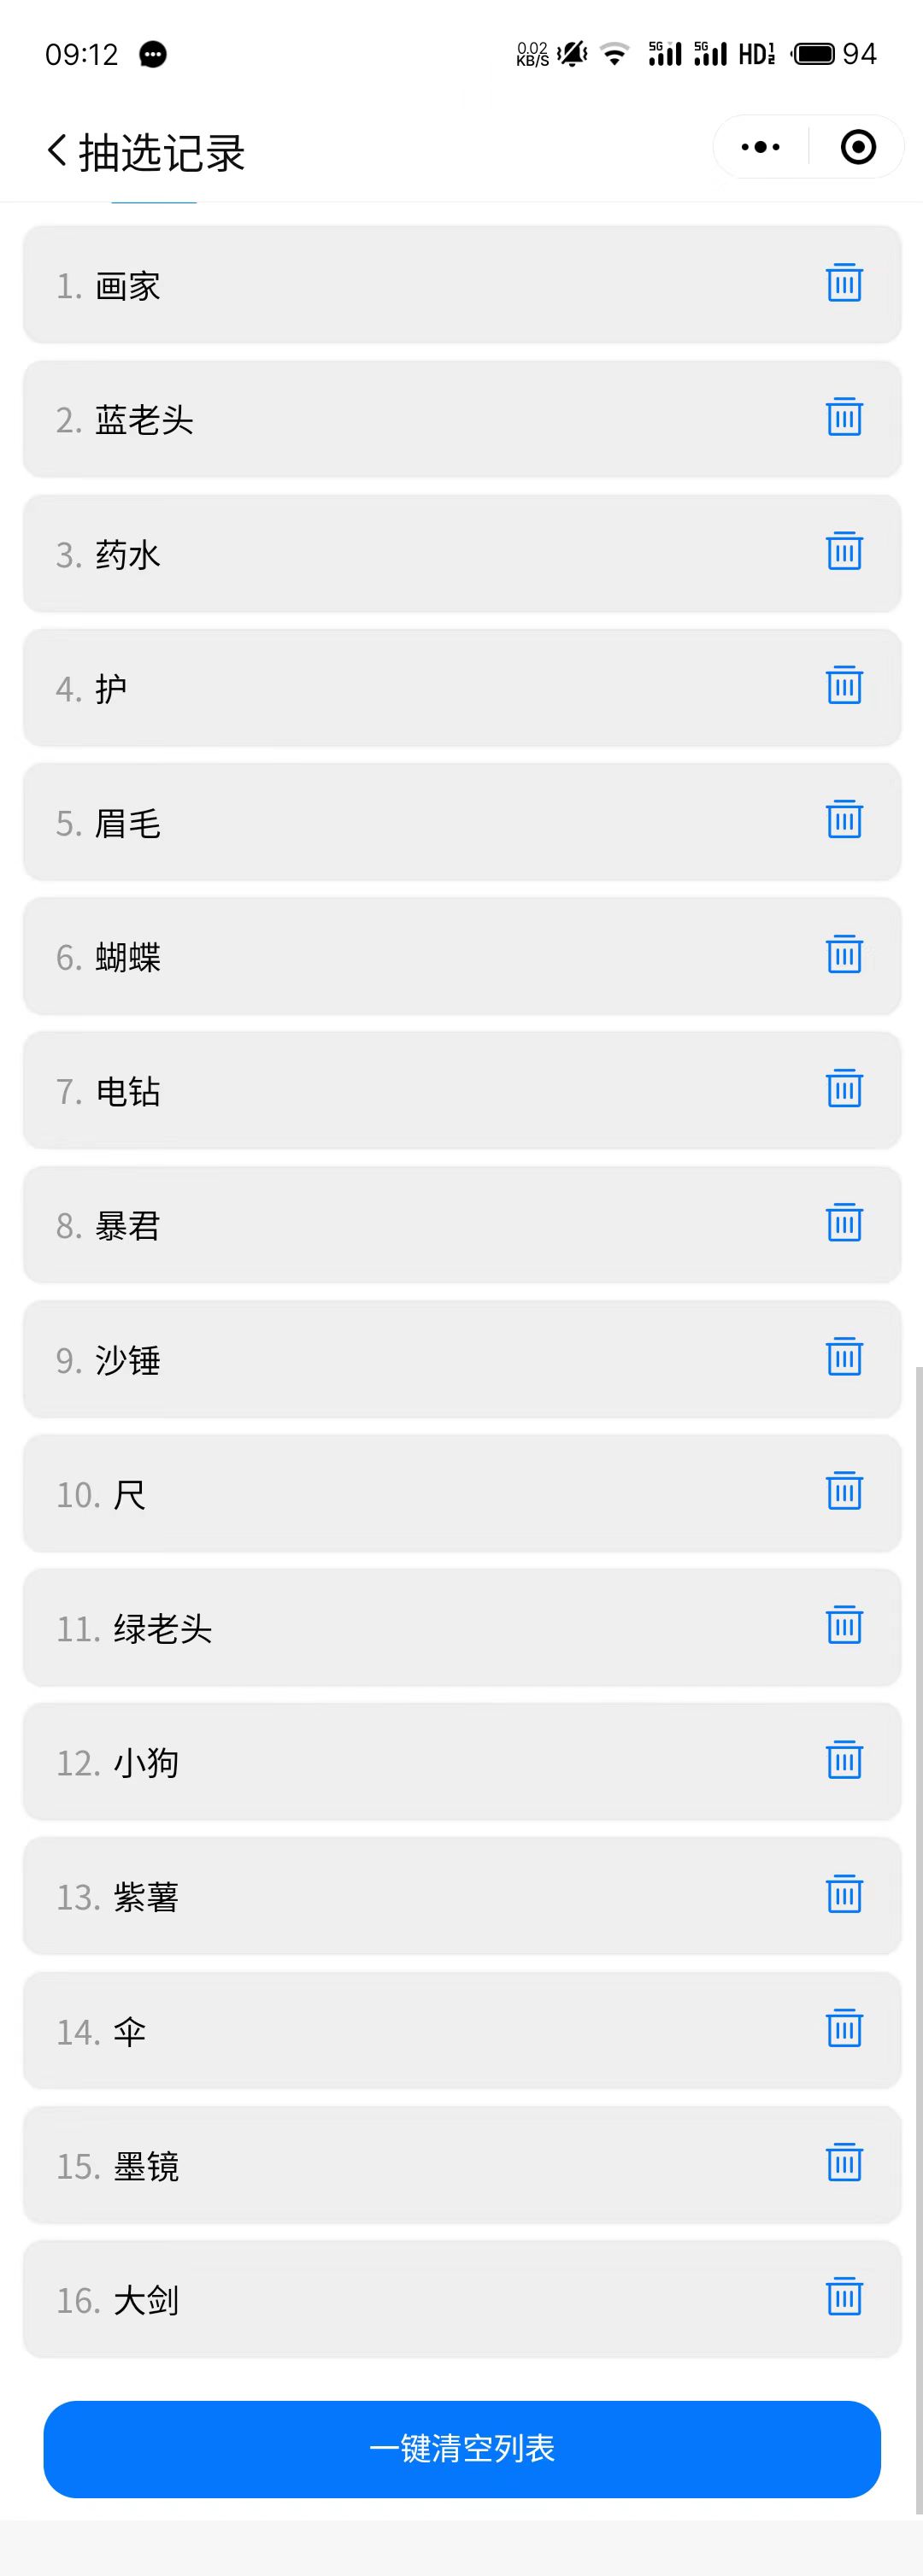 09:12
0.02
KB/S
5G
5G
HD 1 2
94
抽选记录
1. 画家
2. 蓝老头
3. 药水
4. 护
5. 眉毛
6. 蝴蝶
7. 电钻
8. 暴君
9. 沙锤
10. 尺
11. 绿老头
12. 小狗
13. 紫薯
14. 伞
15. 墨镜
16. 大剑
一键清空列表